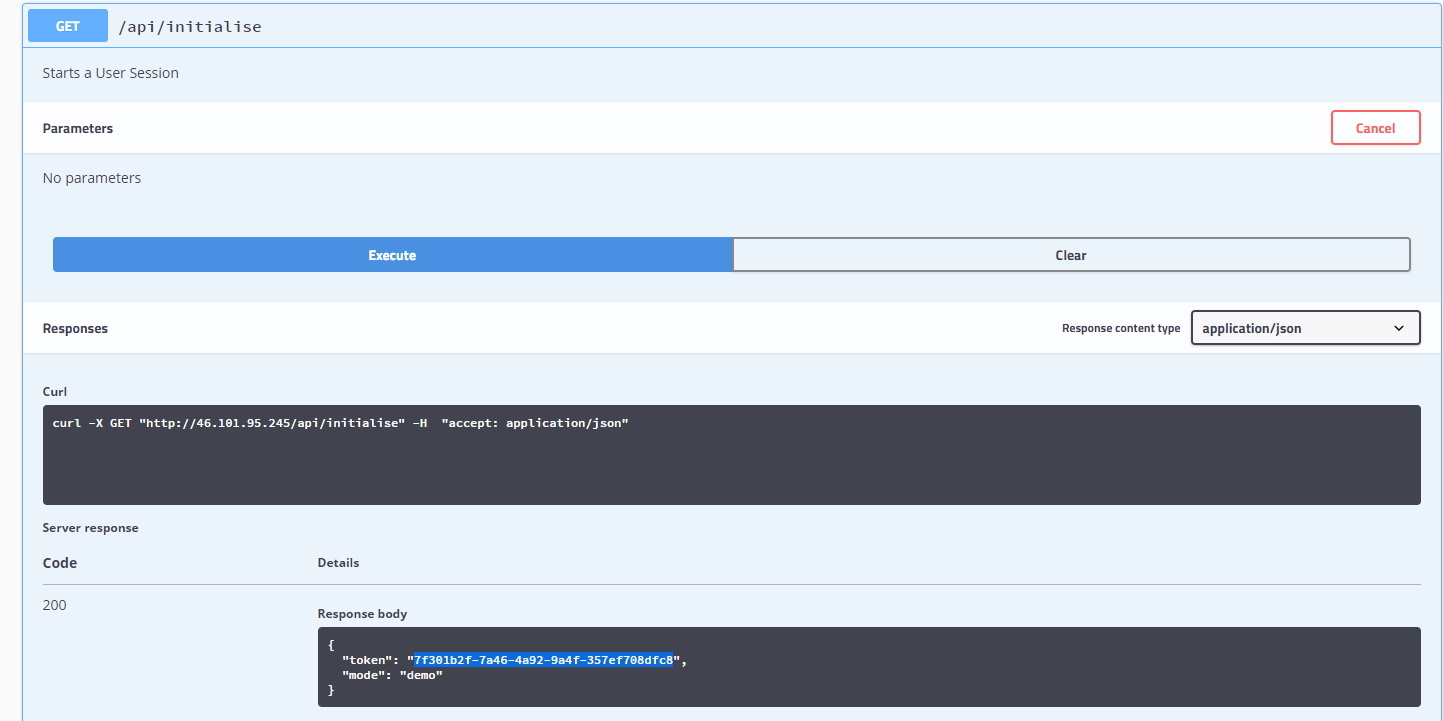 GET /api/initialise
Starts a User Session
Parameters Cancel
No parameters
Execute Clear
Responses Response content type application/json
Curl
curl -X GET "http://46.101.95.245/api/initialise" -H  "accept: application/json"
Server response
Code Details
200
Response body
{
  "token": "7f301b2f-7a46-4a92-9a4f-357ef708dfc8",
  "mode": "demo"
}